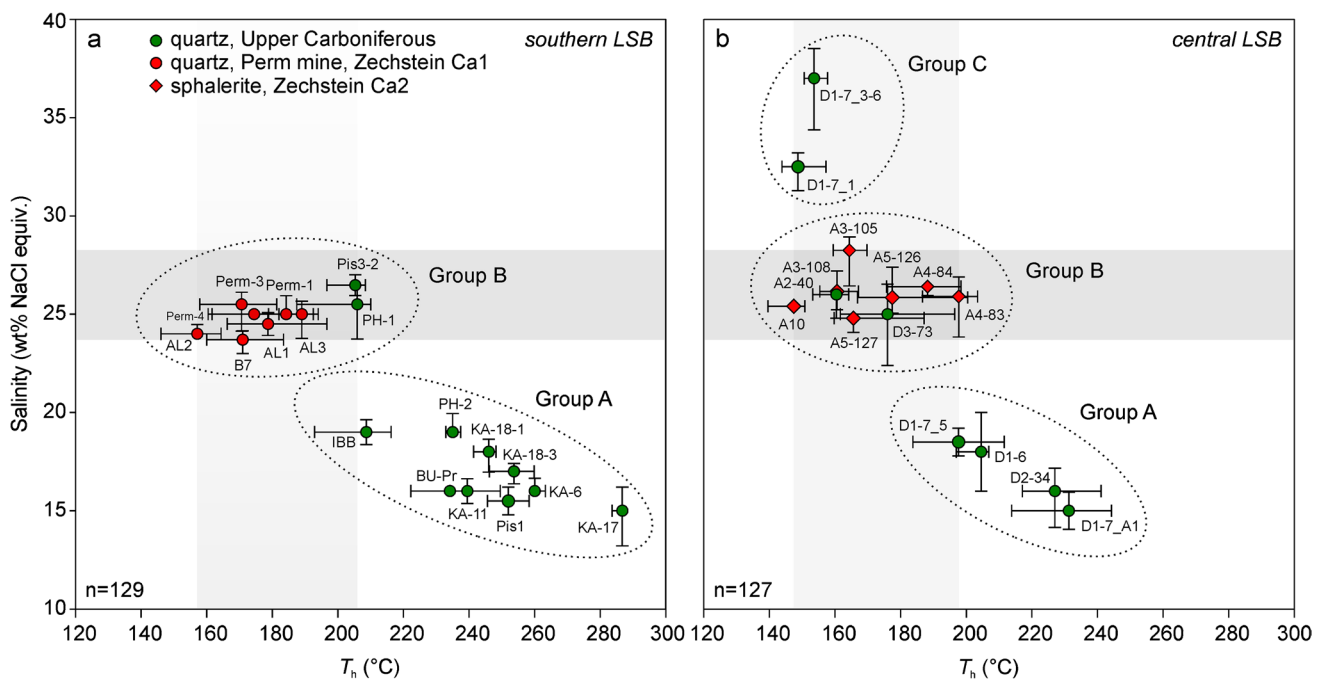 a
quartz, Upper Carboniferous
quartz, Perm mine, Zechstein Ca1
sphalerite, Zechstein Ca2
southern LSB
Group B
Pis3-2
Perm-3
Perm-1
PH-1
Perm-4
AL2
B7
AL1
AL3
Group A
PH-2
IBB
KA-18-1
KA-18-3
BU-Pr
KA-6
KA-11
Pis1
KA-17
n=129
Salinity (wt% NaCl equiv.)
40
35
30
25
20
15
10
120
140
160
180
200
220
240
260
280
300
Th (°C)
b
central LSB
Group C
D1-7_3-6
D1-7_1
Group B
A3-105
A5-126
A3-108
A4-84
A2-40
A10
A4-83
A5-127
D3-73
Group A
D1-7_5
D1-6
D2-34
D1-7_A1
n=127
120
140
160
180
200
220
240
260
280
300
Th (°C)